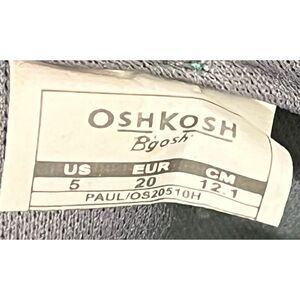 OSHKOSH
B'gosh
US EUR CM
5 20 12.1
PAUL/OS20510H